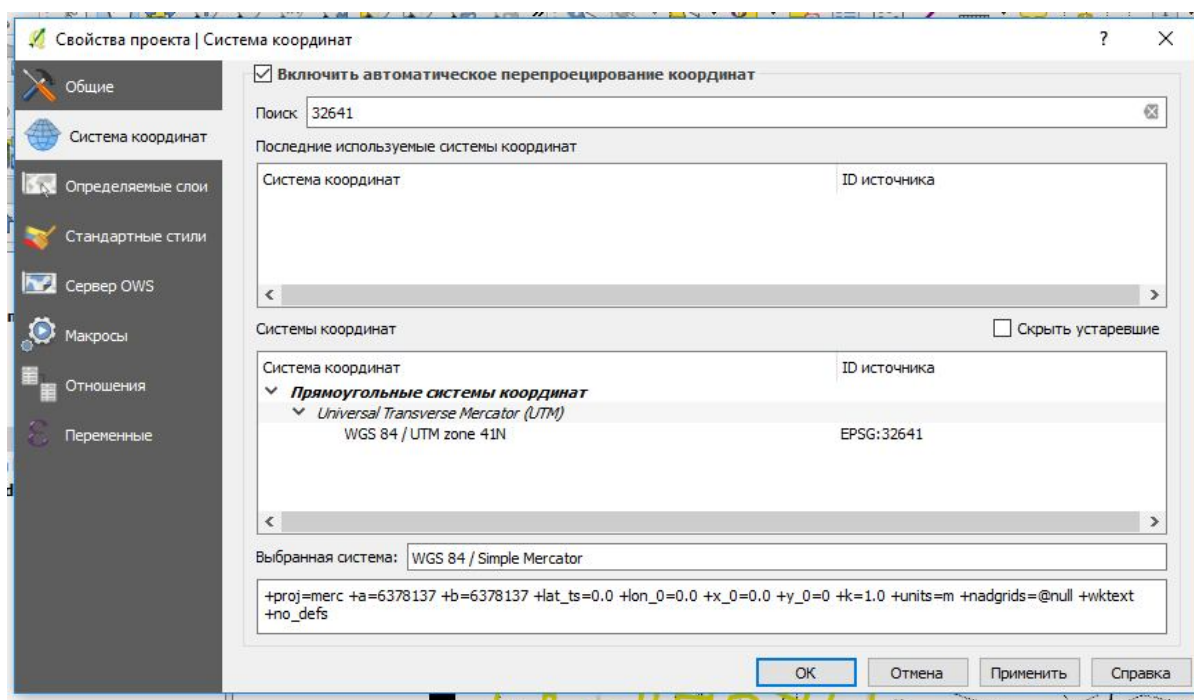 Свойства проекта | Система координат
?
Общие
Система координат
Определяемые слои
Стандартные стили
Сервер OWS
Макросы
Отношения
Переменные
Включить автоматическое перепроецирование координат
Поиск 32641
Последние используемые системы координат
Система координат ID источника
Системы координат Скрыть устаревшие
Система координат ID источника
Прямоугольные системы координат
Universal Transverse Mercator (UTM)
WGS 84 / UTM zone 41N EPSG:32641
Выбранная система: WGS 84 / Simple Mercator
+proj=merc +a=6378137 +b=6378137 +lat_ts=0.0 +lon_0=0.0 +x_0=0.0 +y_0=0 +k=1.0 +units=m +nadgrids=@null +wktext
+no_defs
OK Отмена Применить Справка